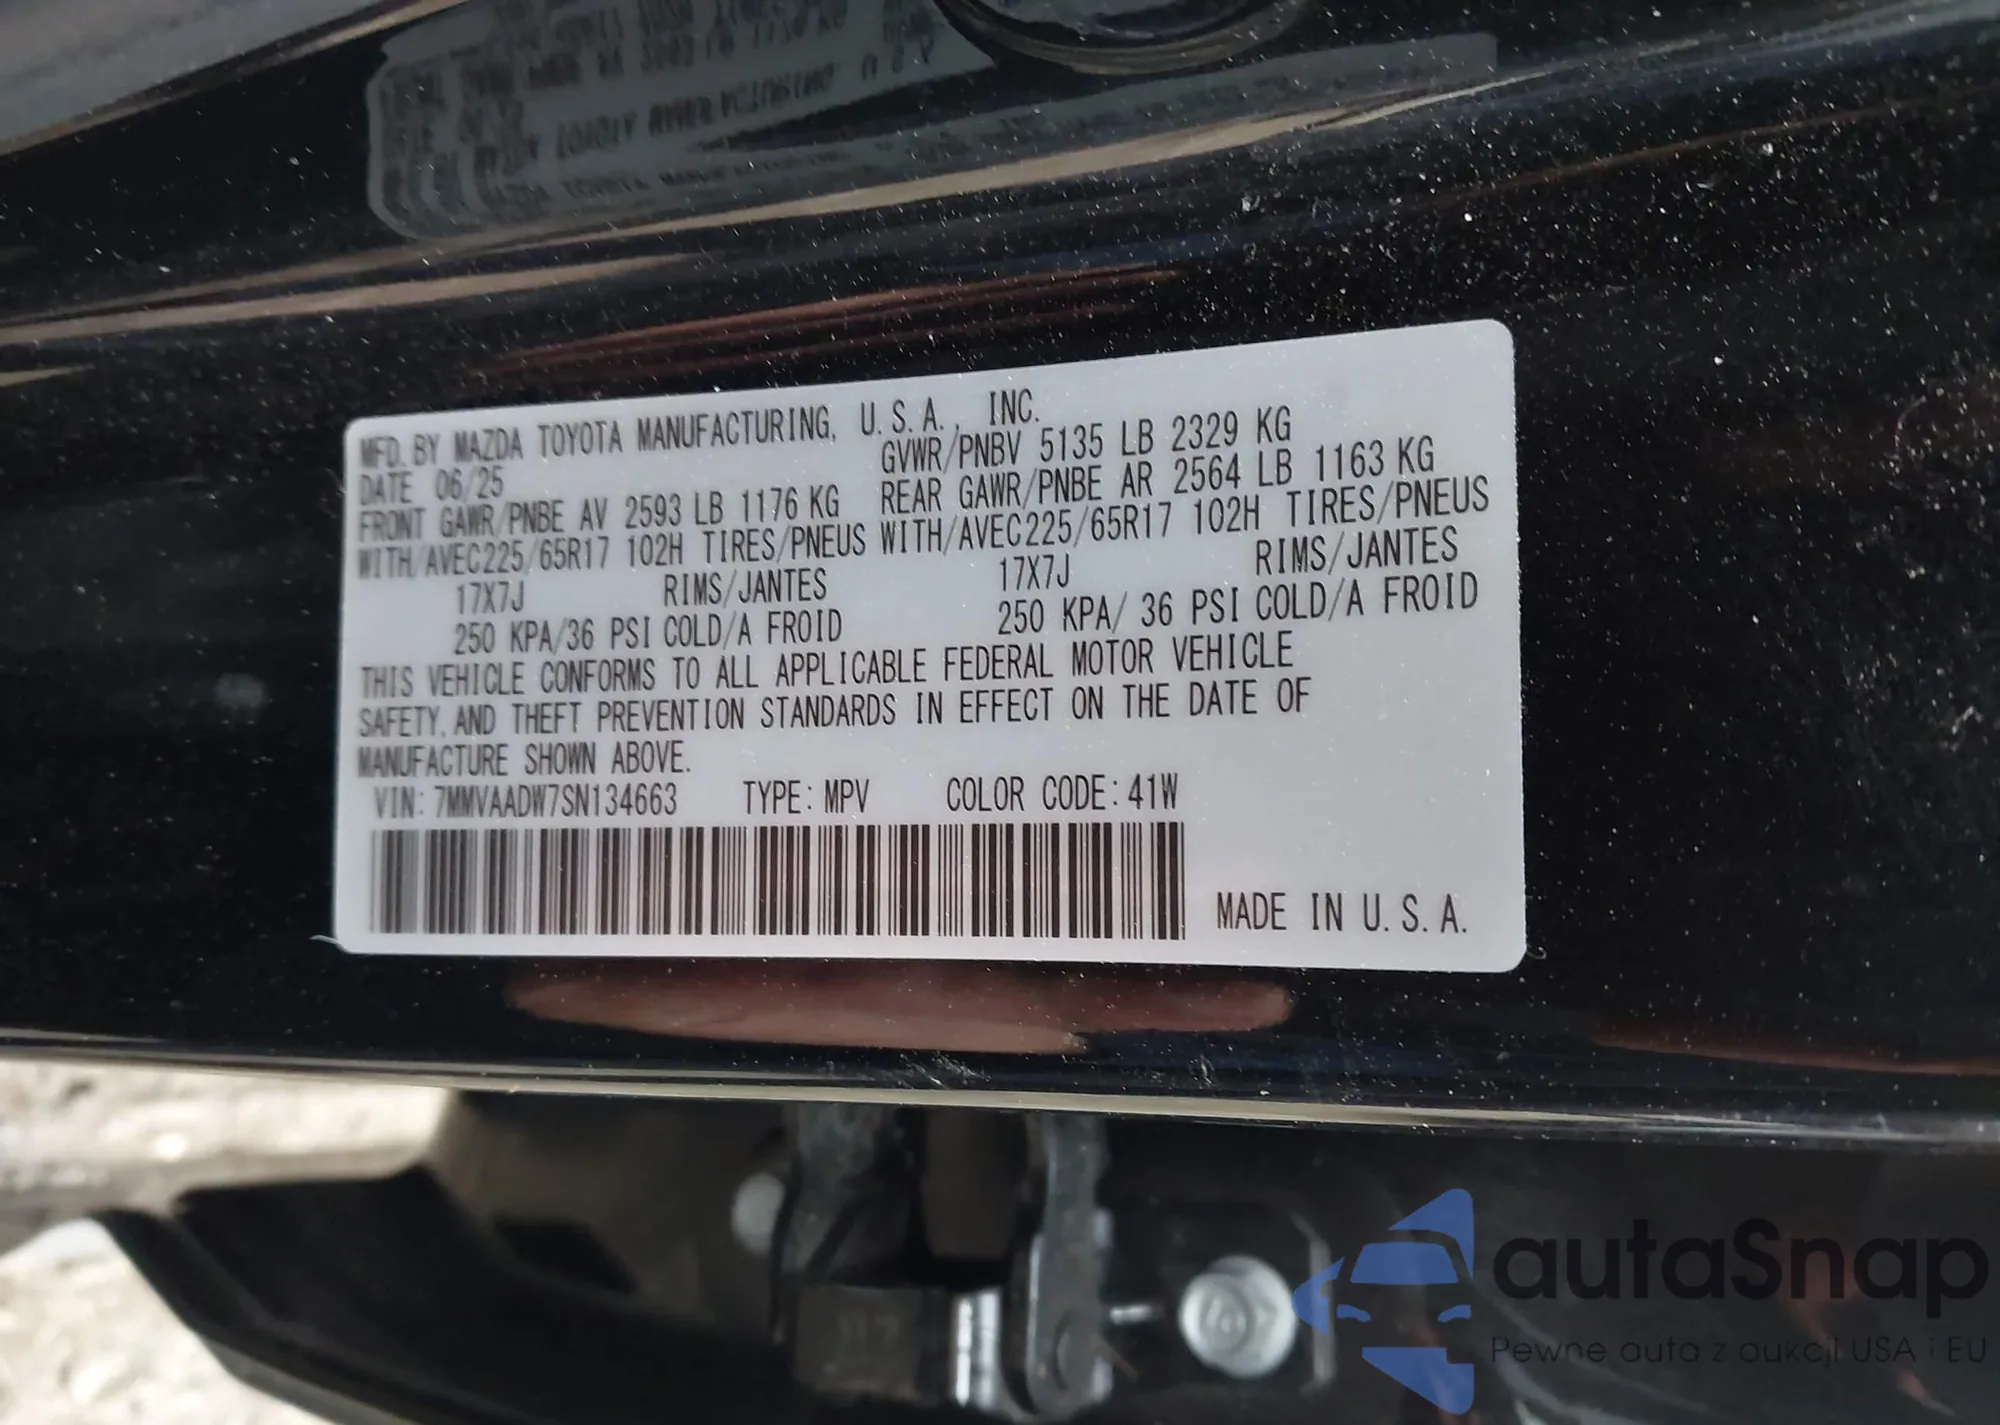 MFD. BY MAZDA TOYOTA MANUFACTURING, U.S.A., INC.
DATE 06/25 GVWR/PNBV 5135 LB 2329 KG
FRONT GAWR/PNBE AV 2593 LB 1176 KG REAR GAWR/PNBE AR 2564 LB 1163 KG
WITH/AVEC225/65R17 102H TIRES/PNEUS WITH/AVEC225/65R17 102H TIRES/PNEUS
17X7J RIMS/JANTES 17X7J RIMS/JANTES
250 KPA/36 PSI COLD/A FROID 250 KPA/ 36 PSI COLD/A FROID
THIS VEHICLE CONFORMS TO ALL APPLICABLE FEDERAL MOTOR VEHICLE
SAFETY, AND THEFT PREVENTION STANDARDS IN EFFECT ON THE DATE OF
MANUFACTURE SHOWN ABOVE.
VIN: 7MMVAADW7SN134663 TYPE: MPV COLOR CODE: 41W
MADE IN U.S.A.
autaSnap
Pewne auta z aukcji USA i EU